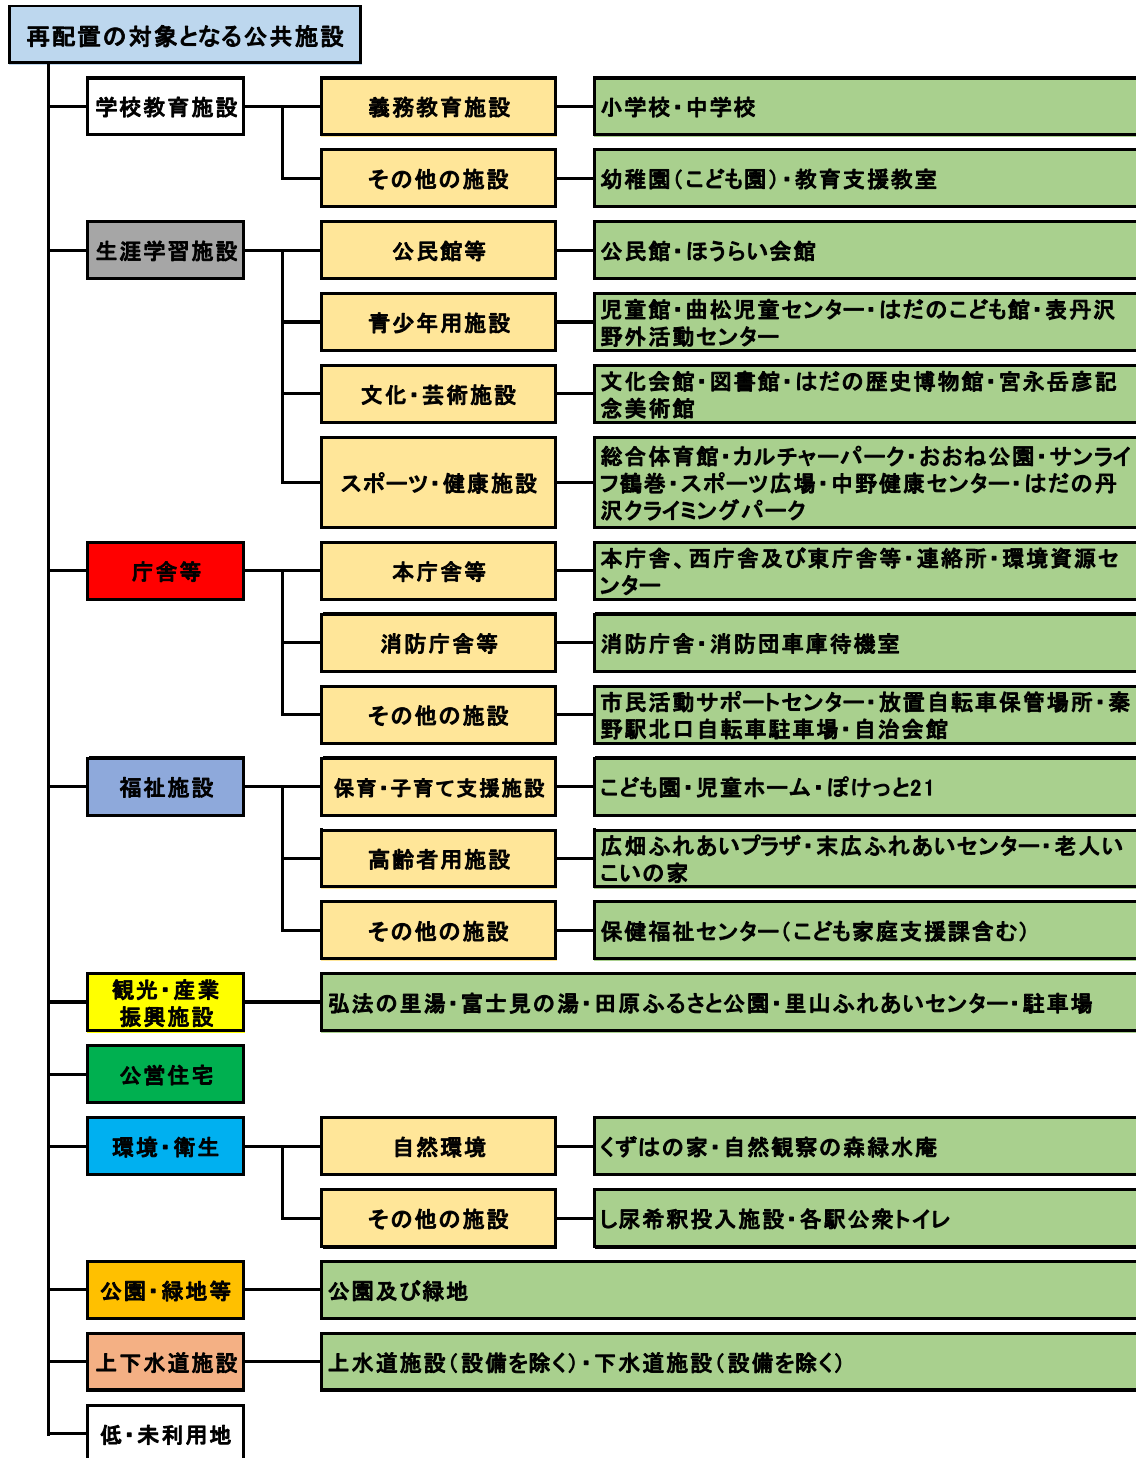 再配置の対象となる公共施設
学校教育施設
義務教育施設
小学校・中学校
その他の施設
幼稚園（こども園）・教育支援教室
生涯学習施設
公民館等
公民館・ほうらい会館
青少年用施設
児童館・曲松児童センター・はだのこども館・表丹沢
野外活動センター
文化・芸術施設
文化会館・図書館・はだの歴史博物館・宮永岳彦記
念美術館
スポーツ・健康施設
総合体育館・カルチャーパーク・おおね公園・サンライ
フ鶴巻・スポーツ広場・中野健康センター・はだの丹
沢クライミングパーク
庁舎等
本庁舎等
本庁舎、西庁舎及び東庁舎等・連絡所・環境資源セ
ンター
消防庁舎等
消防庁舎・消防団車庫待機室
その他の施設
市民活動サポートセンター・放置自転車保管場所・秦
野駅北口自転車駐車場・自治会館
福祉施設
保育・子育て支援施設
こども園・児童ホーム・ぽけっと21
高齢者用施設
広畑ふれあいプラザ・末広ふれあいセンター・老人い
こいの家
その他の施設
保健福祉センター（こども家庭支援課含む）
観光・産業
振興施設
弘法の里湯・富士見の湯・田原ふるさと公園・里山ふれあいセンター・駐車場
公営住宅
環境・衛生
自然環境
くずはの家・自然観察の森緑水庵
その他の施設
し尿希釈投入施設・各駅公衆トイレ
公園・緑地等
公園及び緑地
上下水道施設
上水道施設（設備を除く）・下水道施設（設備を除く）
低・未利用地